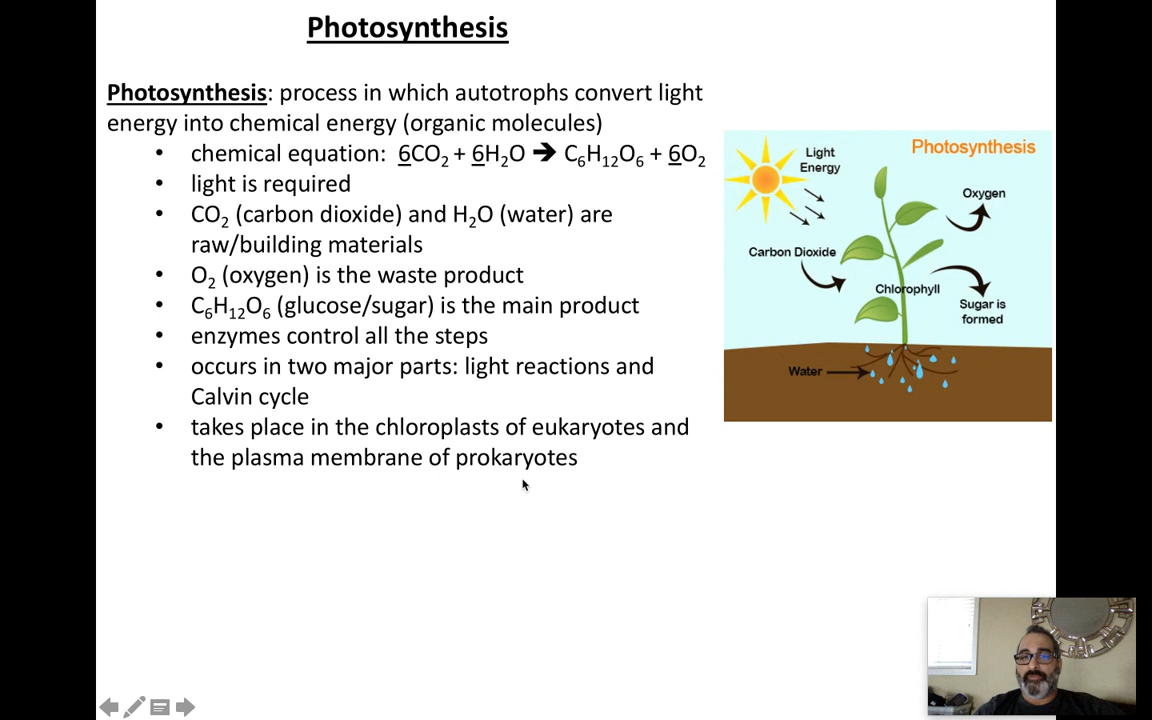 Photosynthesis
Photosynthesis: process in which autotrophs convert light
energy into chemical energy (organic molecules)
• chemical equation: 6CO₂ + 6H₂O ➔ C₆H₁₂O₆ + 6O₂
• light is required
• CO₂ (carbon dioxide) and H₂O (water) are
raw/building materials
• O₂ (oxygen) is the waste product
• C₆H₁₂O₆ (glucose/sugar) is the main product
• enzymes control all the steps
• occurs in two major parts: light reactions and
Calvin cycle
• takes place in the chloroplasts of eukaryotes and
the plasma membrane of prokaryotes
Photosynthesis
Light
Energy
Oxygen
Carbon Dioxide
Chlorophyll
Sugar is
formed
Water